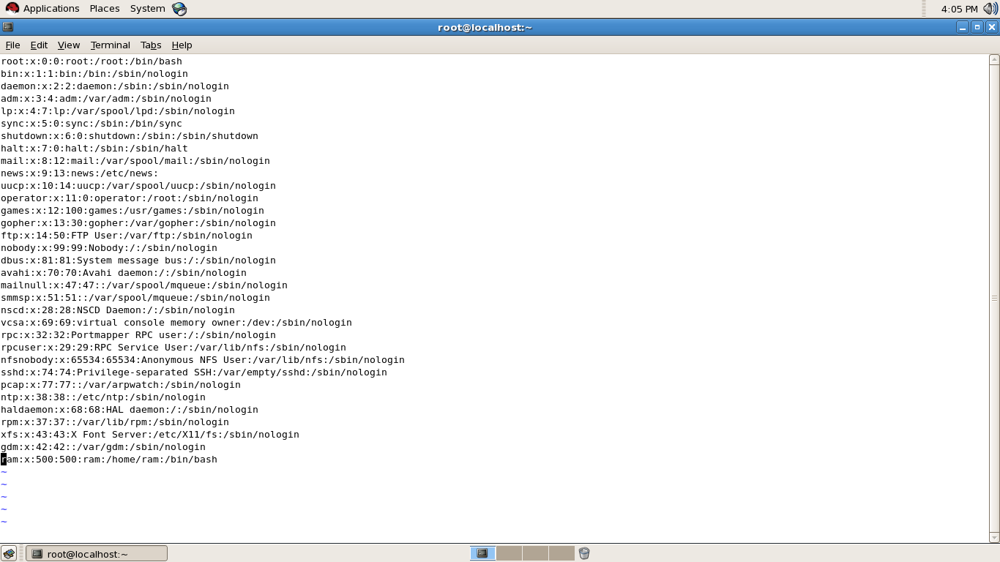 Applications Places System 4:05 PM
root@localhost:~
File Edit View Terminal Tabs Help
root:x:0:0:root:/root:/bin/bash
bin:x:1:1:bin:/bin:/sbin/nologin
daemon:x:2:2:daemon:/sbin:/sbin/nologin
adm:x:3:4:adm:/var/adm:/sbin/nologin
lp:x:4:7:lp:/var/spool/lpd:/sbin/nologin
sync:x:5:0:sync:/sbin:/bin/sync
shutdown:x:6:0:shutdown:/sbin:/sbin/shutdown
halt:x:7:0:halt:/sbin:/sbin/halt
mail:x:8:12:mail:/var/spool/mail:/sbin/nologin
news:x:9:13:news:/etc/news:
uucp:x:10:14:uucp:/var/spool/uucp:/sbin/nologin
operator:x:11:0:operator:/root:/sbin/nologin
games:x:12:100:games:/usr/games:/sbin/nologin
gopher:x:13:30:gopher:/var/gopher:/sbin/nologin
ftp:x:14:50:FTP User:/var/ftp:/sbin/nologin
nobody:x:99:99:Nobody:/:/sbin/nologin
dbus:x:81:81:System message bus:/:/sbin/nologin
avahi:x:70:70:Avahi daemon:/:/sbin/nologin
mailnull:x:47:47::/var/spool/mqueue:/sbin/nologin
smmsp:x:51:51::/var/spool/mqueue:/sbin/nologin
nscd:x:28:28:NSCD Daemon:/:/sbin/nologin
vcsa:x:69:69:virtual console memory owner:/dev:/sbin/nologin
rpc:x:32:32:Portmapper RPC user:/:/sbin/nologin
rpcuser:x:29:29:RPC Service User:/var/lib/nfs:/sbin/nologin
nfsnobody:x:65534:65534:Anonymous NFS User:/var/lib/nfs:/sbin/nologin
sshd:x:74:74:Privilege-separated SSH:/var/empty/sshd:/sbin/nologin
pcap:x:77:77::/var/arpwatch:/sbin/nologin
ntp:x:38:38::/etc/ntp:/sbin/nologin
haldaemon:x:68:68:HAL daemon:/:/sbin/nologin
rpm:x:37:37::/var/lib/rpm:/sbin/nologin
xfs:x:43:43:X Font Server:/etc/X11/fs:/sbin/nologin
gdm:x:42:42::/var/gdm:/sbin/nologin
ram:x:500:500:ram:/home/ram:/bin/bash
~
~
~
~
~
root@localhost:~